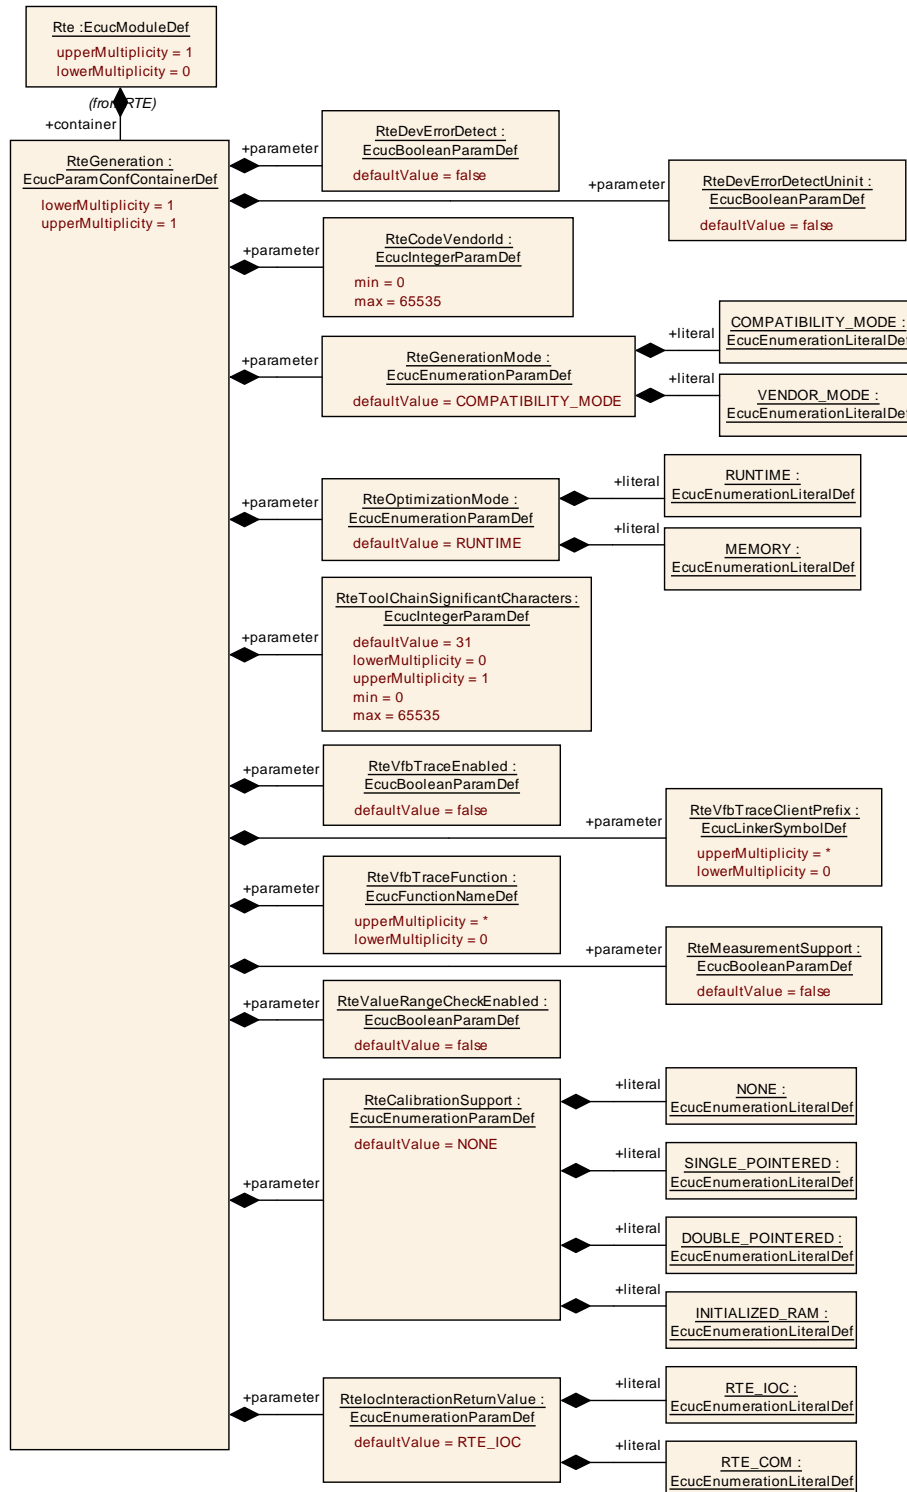 Rte :EcucModuleDef
upperMultiplicity = 1
lowerMultiplicity = 0
(from RTE)
+container
RteGeneration :
EcucParamConfContainerDef
lowerMultiplicity = 1
upperMultiplicity = 1
+parameter
RteDevErrorDetect :
EcucBooleanParamDef
defaultValue = false
+parameter
RteDevErrorDetectUninit :
EcucBooleanParamDef
defaultValue = false
+parameter
RteCodeVendorId :
EcucIntegerParamDef
min = 0
max = 65535
+parameter
RteGenerationMode :
EcucEnumerationParamDef
defaultValue = COMPATIBILITY_MODE
+literal
COMPATIBILITY_MODE :
EcucEnumerationLiteralDef
+literal
VENDOR_MODE :
EcucEnumerationLiteralDef
+parameter
RteOptimizationMode :
EcucEnumerationParamDef
defaultValue = RUNTIME
+literal
RUNTIME :
EcucEnumerationLiteralDef
+literal
MEMORY :
EcucEnumerationLiteralDef
+parameter
RteToolChainSignificantCharacters :
EcucIntegerParamDef
defaultValue = 31
lowerMultiplicity = 0
upperMultiplicity = 1
min = 0
max = 65535
+parameter
RteVfbTraceEnabled :
EcucBooleanParamDef
defaultValue = false
+parameter
RteVfbTraceClientPrefix :
EcucLinkerSymbolDef
upperMultiplicity = *
lowerMultiplicity = 0
+parameter
RteVfbTraceFunction :
EcucFunctionNameDef
upperMultiplicity = *
lowerMultiplicity = 0
+parameter
RteMeasurementSupport :
EcucBooleanParamDef
defaultValue = false
+parameter
RteValueRangeCheckEnabled :
EcucBooleanParamDef
defaultValue = false
+parameter
RteCalibrationSupport :
EcucEnumerationParamDef
defaultValue = NONE
+literal
NONE :
EcucEnumerationLiteralDef
+literal
SINGLE_POINTERED :
EcucEnumerationLiteralDef
+literal
DOUBLE_POINTERED :
EcucEnumerationLiteralDef
+literal
INITIALIZED_RAM :
EcucEnumerationLiteralDef
+parameter
RteIocInteractionReturnValue :
EcucEnumerationParamDef
defaultValue = RTE_IOC
+literal
RTE_IOC :
EcucEnumerationLiteralDef
+literal
RTE_COM :
EcucEnumerationLiteralDef